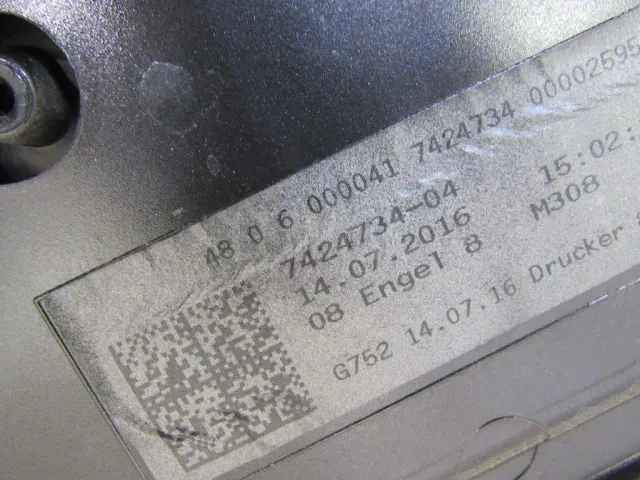 48 0 6 000041 7424734 00002595
7424734-04 15:02:
14.07.2016 M308
08 Engel 8
G752 14.07.16 Drucker